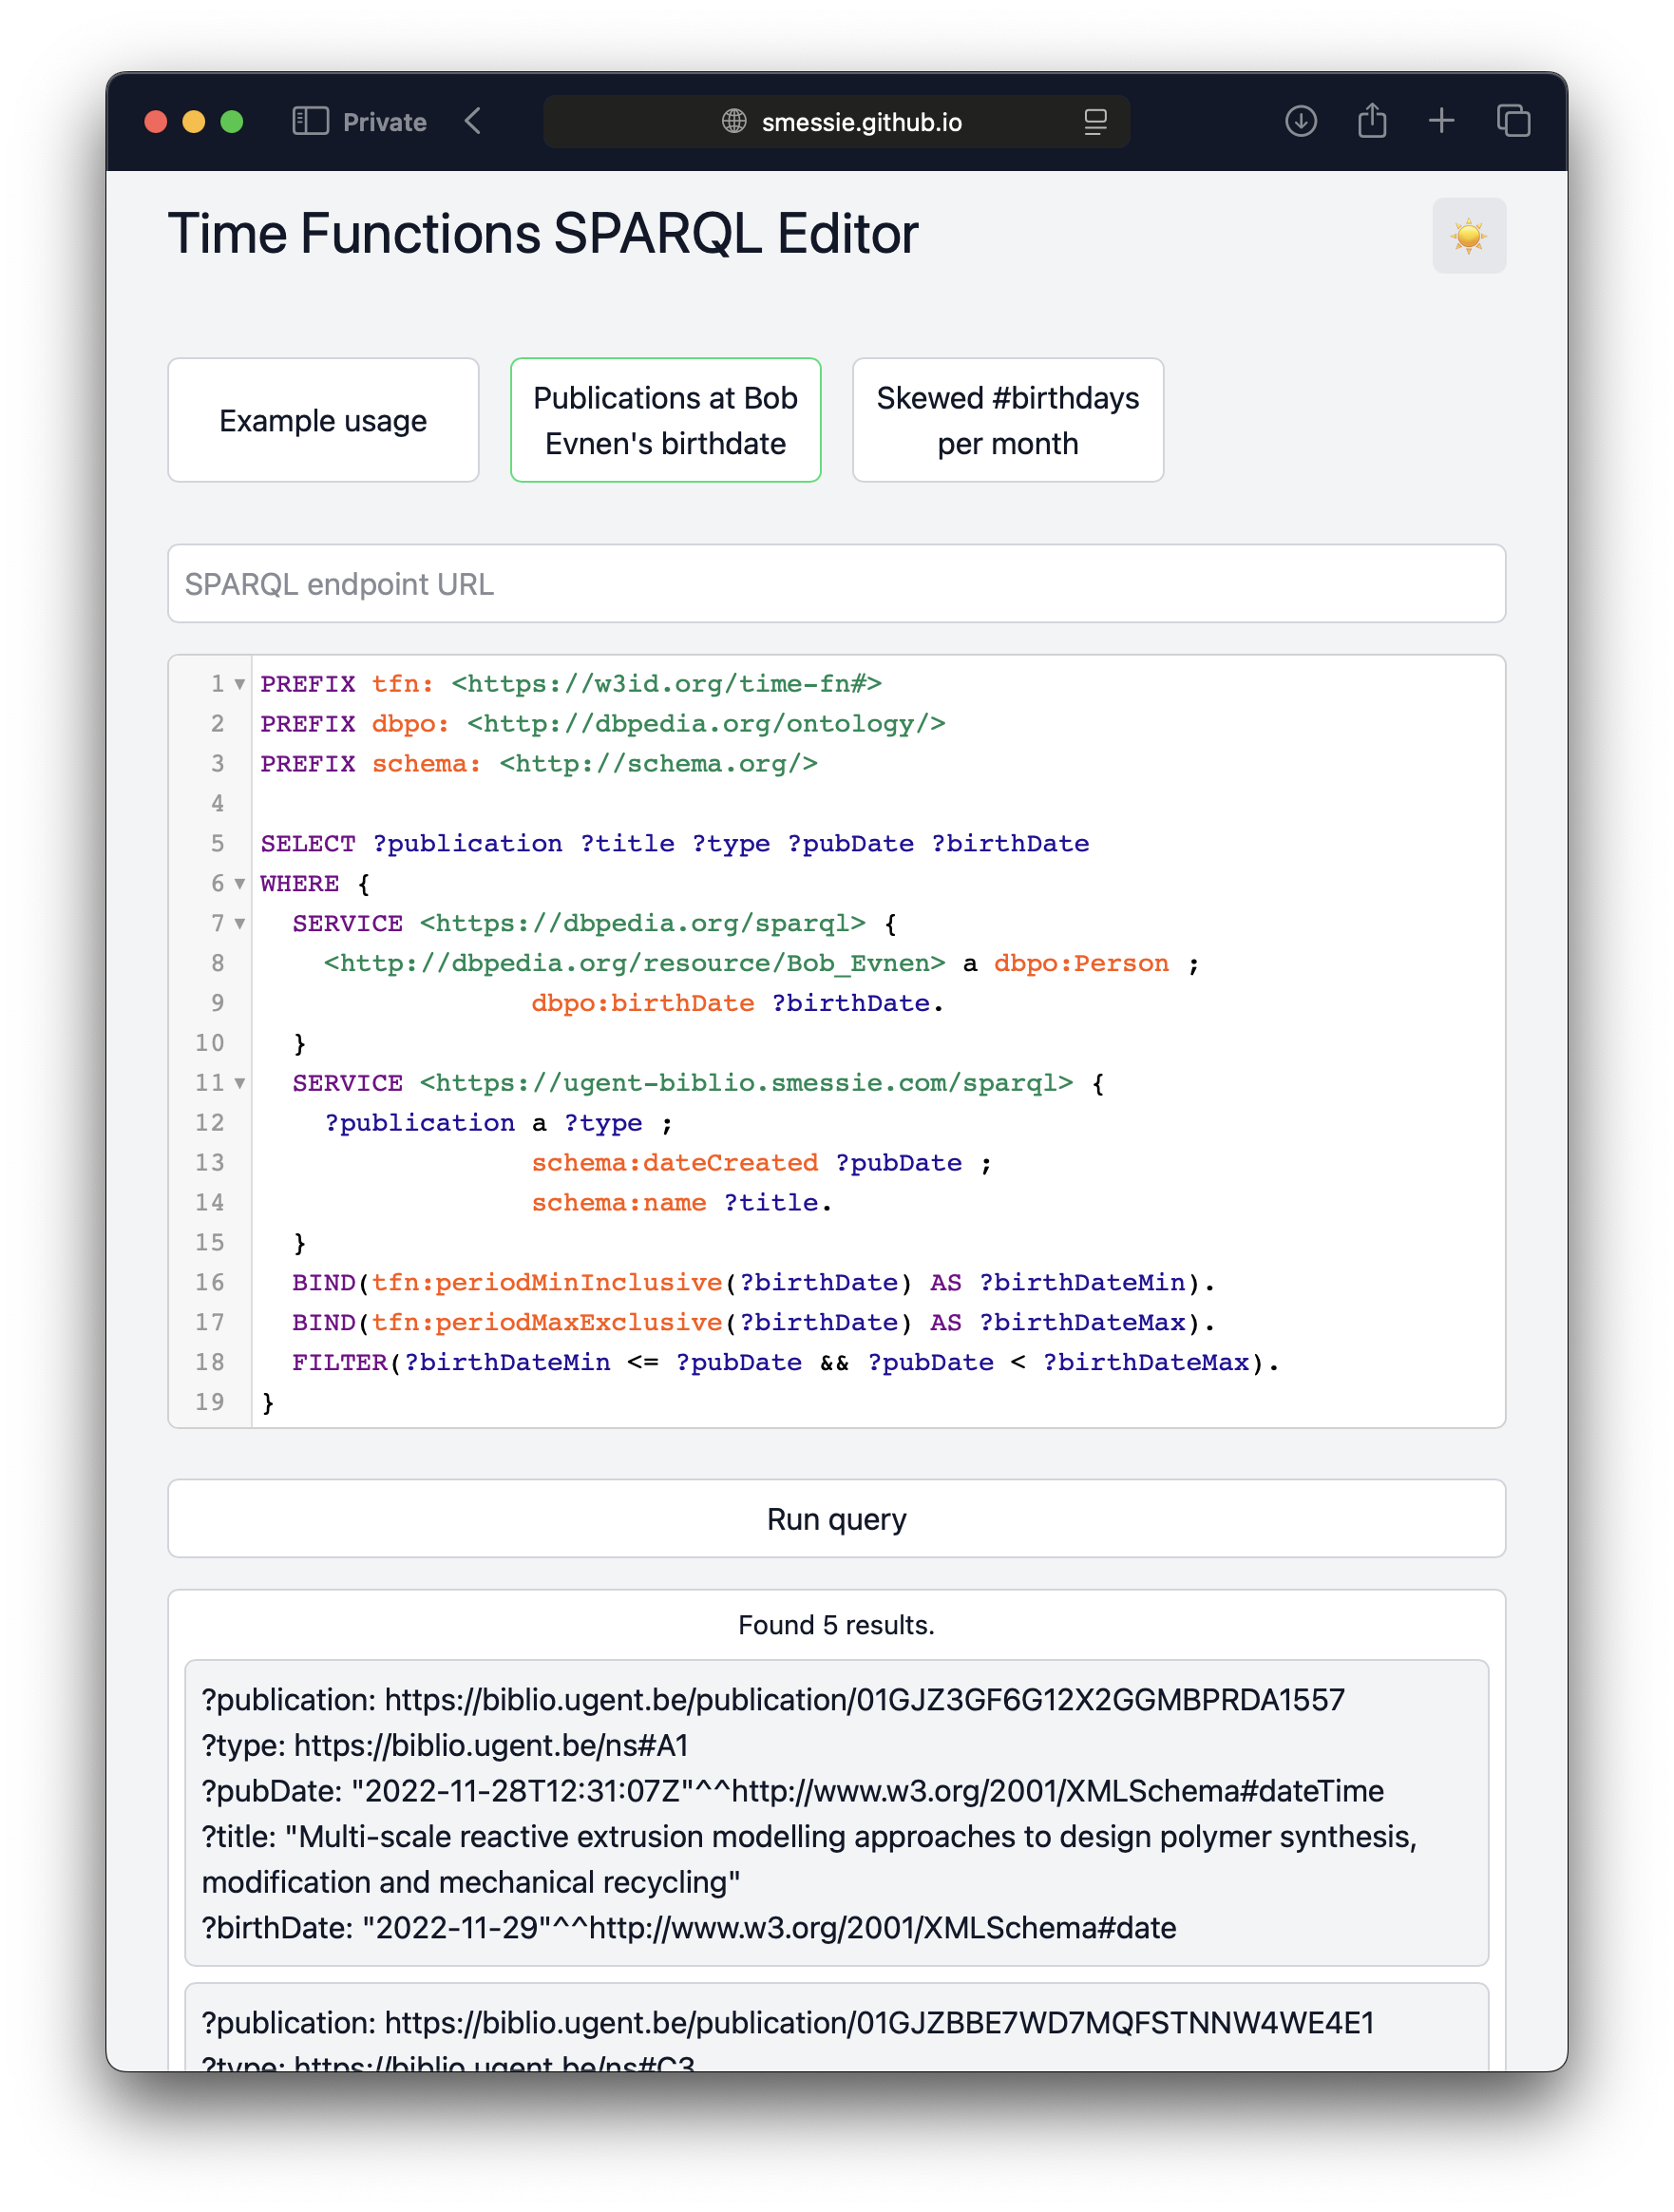 Private
smessie.github.io
Time Functions SPARQL Editor
Example usage
Publications at Bob
Evnen's birthdate
Skewed #birthdays
per month
SPARQL endpoint URL
1 PREFIX tfn: <https://w3id.org/time-fn#>
2 PREFIX dbpo: <http://dbpedia.org/ontology/>
3 PREFIX schema: <http://schema.org/>
4
5 SELECT ?publication ?title ?type ?pubDate ?birthDate
6 WHERE {
7 SERVICE <https://dbpedia.org/sparql> {
8 <http://dbpedia.org/resource/Bob_Evnen> a dbpo:Person ;
9 dbpo:birthDate ?birthDate.
10 }
11 SERVICE <https://ugent-biblio.smessie.com/sparql> {
12 ?publication a ?type ;
13 schema:dateCreated ?pubDate ;
14 schema:name ?title.
15 }
16 BIND(tfn:periodMinInclusive(?birthDate) AS ?birthDateMin).
17 BIND(tfn:periodMaxExclusive(?birthDate) AS ?birthDateMax).
18 FILTER(?birthDateMin <= ?pubDate && ?pubDate < ?birthDateMax).
19 }
Run query
Found 5 results.
?publication: https://biblio.ugent.be/publication/01GJZ3GF6G12X2GGMBPRDA1557
?type: https://biblio.ugent.be/ns#A1
?pubDate: "2022-11-28T12:31:07Z"^^http://www.w3.org/2001/XMLSchema#dateTime
?title: "Multi-scale reactive extrusion modelling approaches to design polymer synthesis,
modification and mechanical recycling"
?birthDate: "2022-11-29"^^http://www.w3.org/2001/XMLSchema#date
?publication: https://biblio.ugent.be/publication/01GJZBBE7WD7MQFSTNNW4WE4E1
?type: https://biblio.ugent.be/ns#C3